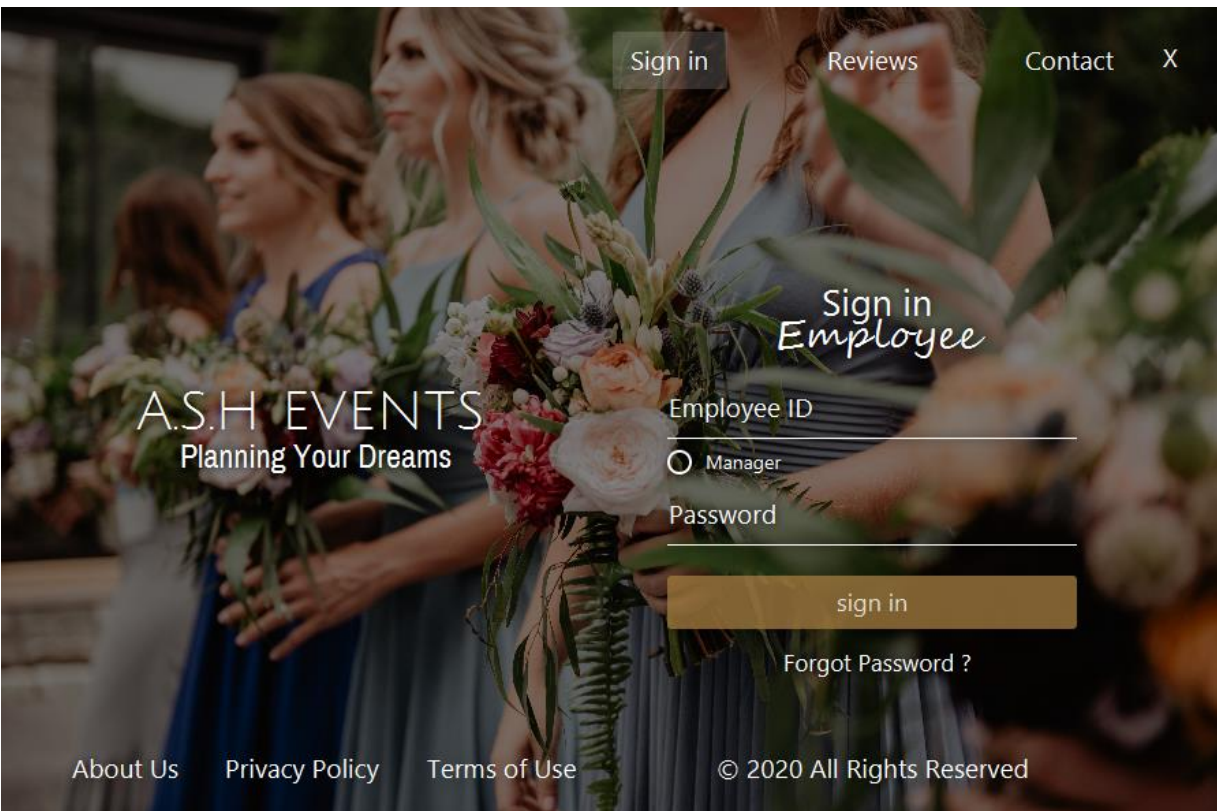 Sign in Reviews Contact X
Sign in
Employee
A.S.H EVENTS
Planning Your Dreams
Employee ID
Manager
Password
sign in
Forgot Password ?
About Us Privacy Policy Terms of Use © 2020 All Rights Reserved